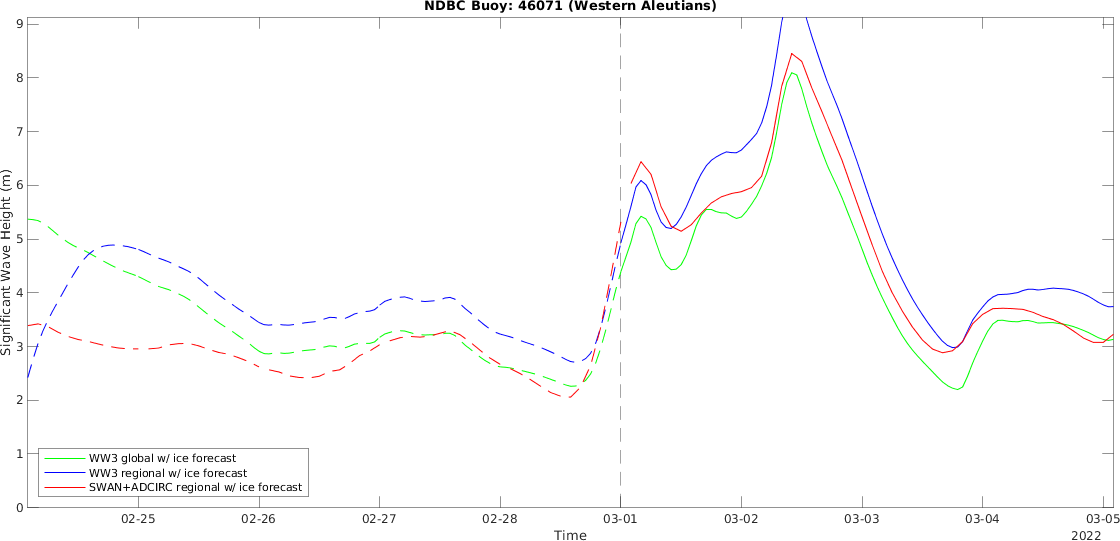 NDBC Buoy: 46071 (Western Aleutians)
9
8
7
6
5
4
3
2
1
0
Significant Wave Height (m)
WW3 global w/ ice forecast
WW3 regional w/ ice forecast
SWAN+ADCIRC regional w/ ice forecast
02-25 02-26 02-27 02-28 03-01 03-02 03-03 03-04 03-05
Time
2022